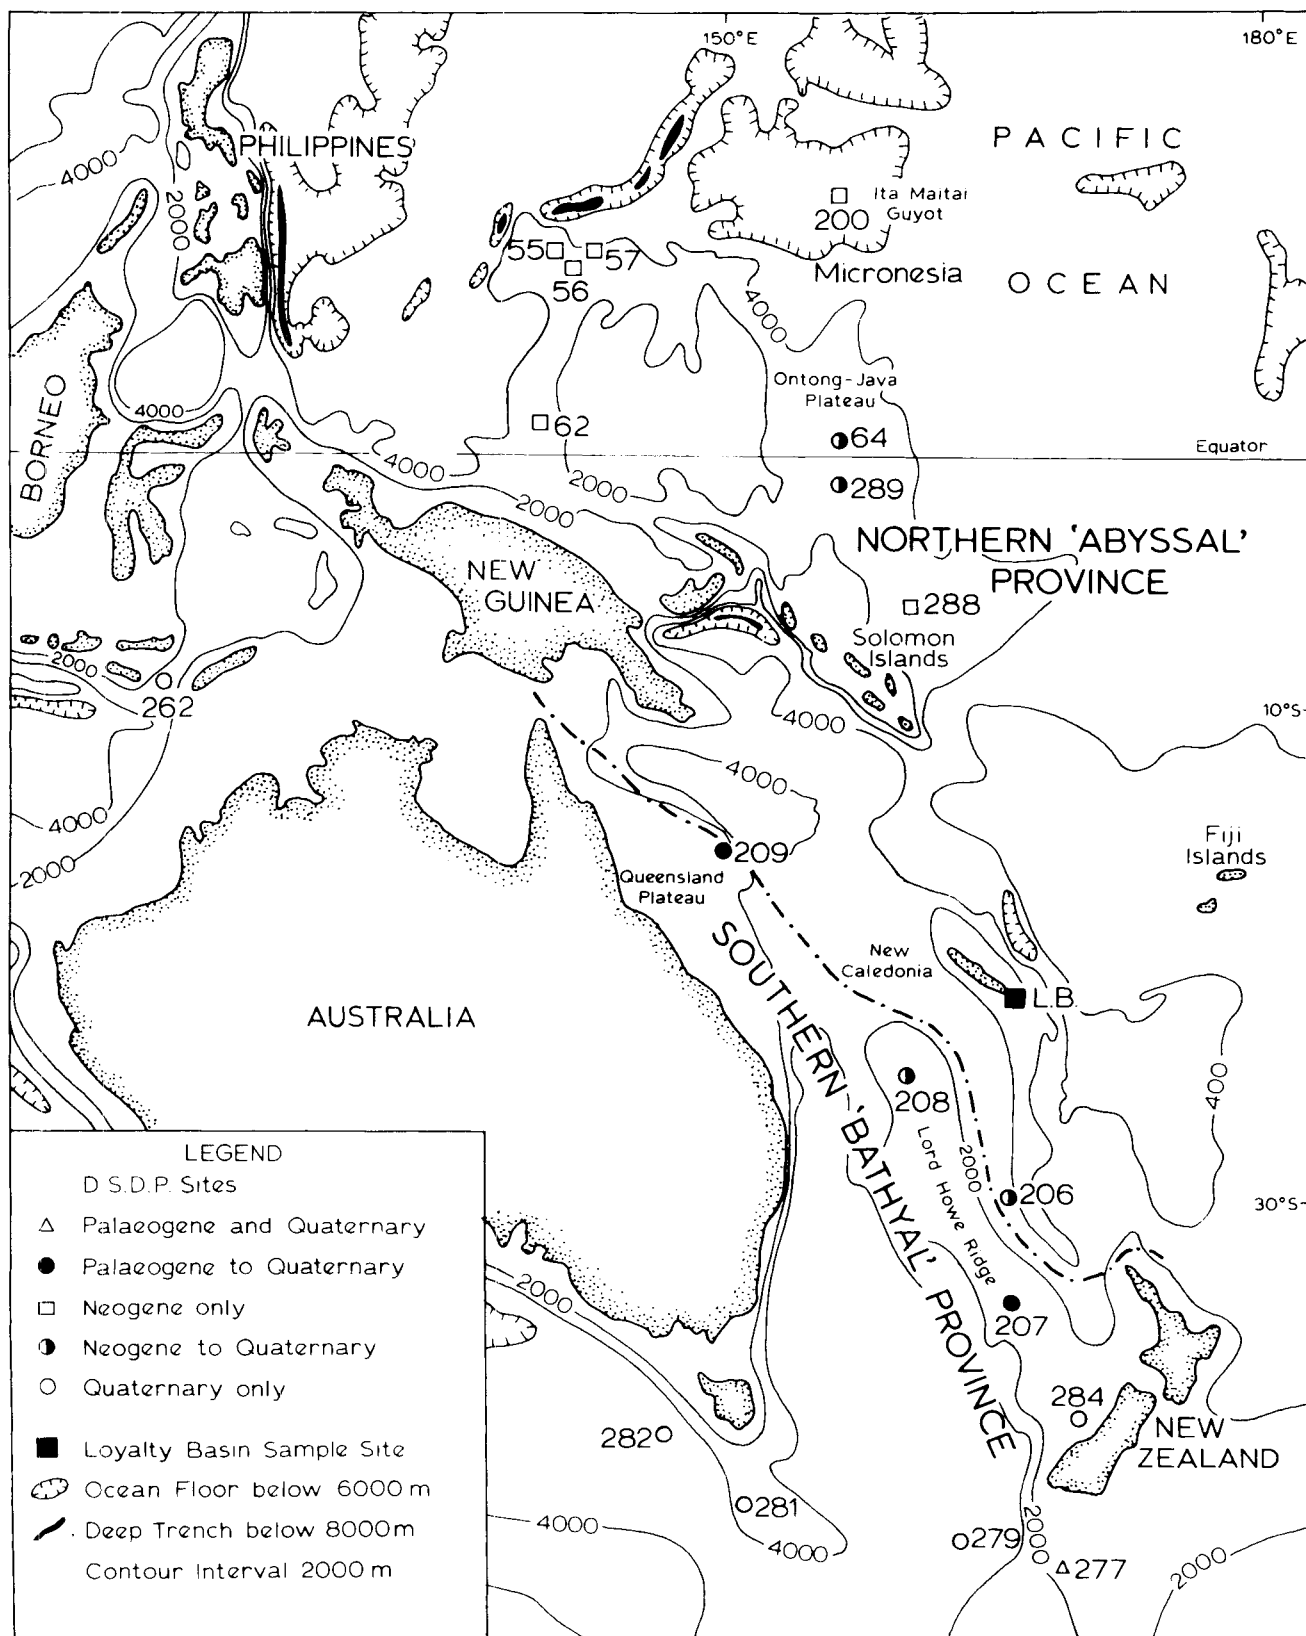 150°E
180°E
PHILIPPINES
PACIFIC
OCEAN
4000
2000
Ita Maitai
Guyot
200
55
57
56
Micronesia
4000
Ontong-Java
Plateau
4000
BORNEO
62
64
Equator
4000
2000
289
2000
NORTHERN 'ABYSSAL'
PROVINCE
NEW
GUINEA
288
Solomon
Islands
2000
262
10°S
4000
4000
4000
2000
209
Queensland
Plateau
Fiji
Islands
New
Caledonia
L.B.
SOUTHERN 'BATHYAL' PROVINCE
AUSTRALIA
208
400
Lord Howe Ridge
2000
206
30°S
207
2000
284
NEW
ZEALAND
282
281
4000
4000
279
2000
277
2000
LEGEND
D.S.D.P. Sites
Palaeogene and Quaternary
Palaeogene to Quaternary
Neogene only
Neogene to Quaternary
Quaternary only
Loyalty Basin Sample Site
Ocean Floor below 6000 m
Deep Trench below 8000m
Contour Interval 2000 m